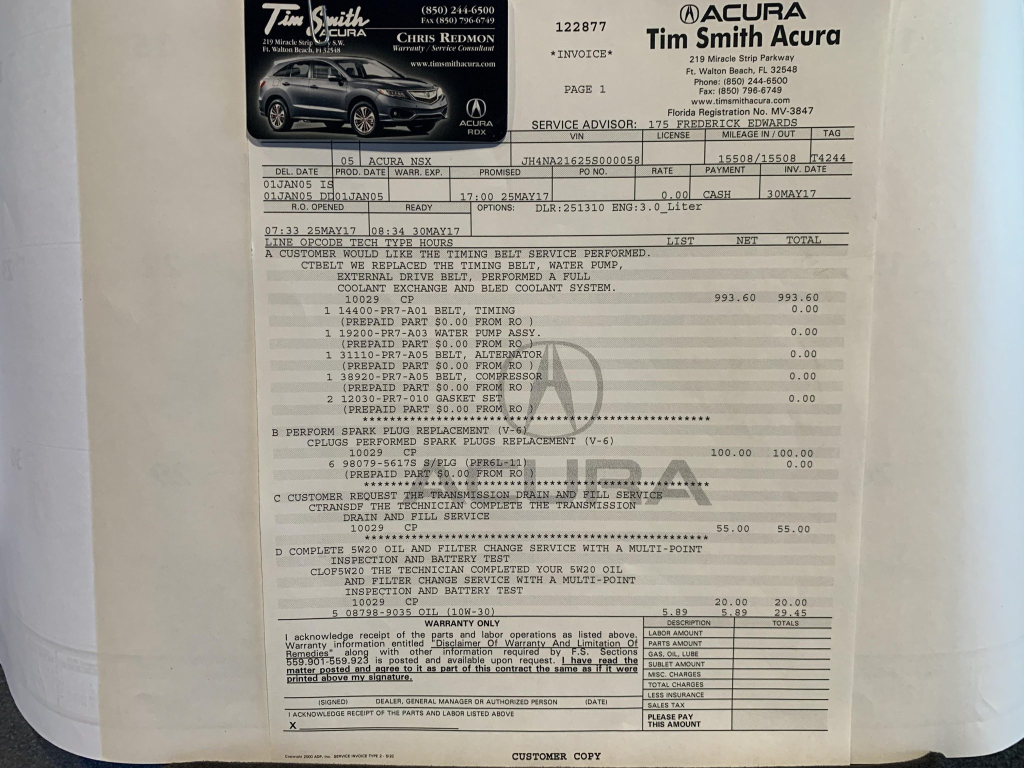 Tim Smith
ACURA
219 Miracle Strip S.W.
Ft. Walton Beach, Fl 32548
(850) 244-6500
FAX (850) 796-6749
CHRIS REDMON
Warranty / Service Consultant
www.timsmithacura.com
ACURA
RDX
122877
*INVOICE*
PAGE 1
ACURA
Tim Smith Acura
219 Miracle Strip Parkway
Ft. Walton Beach, FL 32548
Phone: (850) 244-6500
Fax: (850) 796-6749
www.timsmithacura.com
Florida Registration No. MV-3847
SERVICE ADVISOR: 175 FREDERICK EDWARDS
VIN LICENSE MILEAGE IN / OUT TAG
05 ACURA NSX JH4NA21625S000058 15508/15508 T4244
DEL. DATE PROD. DATE WARR. EXP. PROMISED PO NO. RATE PAYMENT INV. DATE
01JAN05 IS
01JAN05 DD 01JAN05 17:00 25MAY17 0.00 CASH 30MAY17
R.O. OPENED READY OPTIONS: DLR:251310 ENG:3.0_Liter
07:33 25MAY17 08:34 30MAY17
LINE OPCODE TECH TYPE HOURS LIST NET TOTAL
A CUSTOMER WOULD LIKE THE TIMING BELT SERVICE PERFORMED.
CTBELT WE REPLACED THE TIMING BELT, WATER PUMP,
EXTERNAL DRIVE BELT, PERFORMED A FULL
COOLANT EXCHANGE AND BLED COOLANT SYSTEM.
10029 CP 993.60 993.60
1 14400-PR7-A01 BELT, TIMING 0.00
(PREPAID PART $0.00 FROM RO )
1 19200-PR7-A03 WATER PUMP ASSY. 0.00
(PREPAID PART $0.00 FROM RO )
1 31110-PR7-A05 BELT, ALTERNATOR 0.00
(PREPAID PART $0.00 FROM RO )
1 38920-PR7-A05 BELT, COMPRESSOR 0.00
(PREPAID PART $0.00 FROM RO )
2 12030-PR7-010 GASKET SET 0.00
(PREPAID PART $0.00 FROM RO )
****************************************************
B PERFORM SPARK PLUG REPLACEMENT (V-6)
CPLUGS PERFORMED SPARK PLUGS REPLACEMENT (V-6)
10029 CP 100.00 100.00
6 98079-5617S S/PLG (PFR6L-11) 0.00
(PREPAID PART $0.00 FROM RO )
****************************************************
ACURA
C CUSTOMER REQUEST THE TRANSMISSION DRAIN AND FILL SERVICE
CTRANSDF THE TECHNICIAN COMPLETE THE TRANSMISSION
DRAIN AND FILL SERVICE
10029 CP 55.00 55.00
****************************************************
D COMPLETE 5W20 OIL AND FILTER CHANGE SERVICE WITH A MULTI-POINT
INSPECTION AND BATTERY TEST
CLOF5W20 THE TECHNICIAN COMPLETED YOUR 5W20 OIL
AND FILTER CHANGE SERVICE WITH A MULTI-POINT
INSPECTION AND BATTERY TEST
10029 CP 20.00 20.00
5 08798-9035 OIL (10W-30) 5.89 5.89 29.45
WARRANTY ONLY
I acknowledge receipt of the parts and labor operations as listed above.
Warranty information entitled "Disclaimer Of Warranty And Limitation Of
Remedies" along with other information required by F.S. Sections
559.901-559.923 is posted and available upon request. I have read the
matter posted and agree to it as part of this contract the same as if it were
printed above my signature.
(SIGNED) DEALER, GENERAL MANAGER OR AUTHORIZED PERSON (DATE)
I ACKNOWLEDGE RECEIPT OF THE PARTS AND LABOR LISTED ABOVE
X
DESCRIPTION TOTALS
LABOR AMOUNT
PARTS AMOUNT
GAS, OIL, LUBE
SUBLET AMOUNT
MISC. CHARGES
TOTAL CHARGES
LESS INSURANCE
SALES TAX
PLEASE PAY
THIS AMOUNT
CUSTOMER COPY